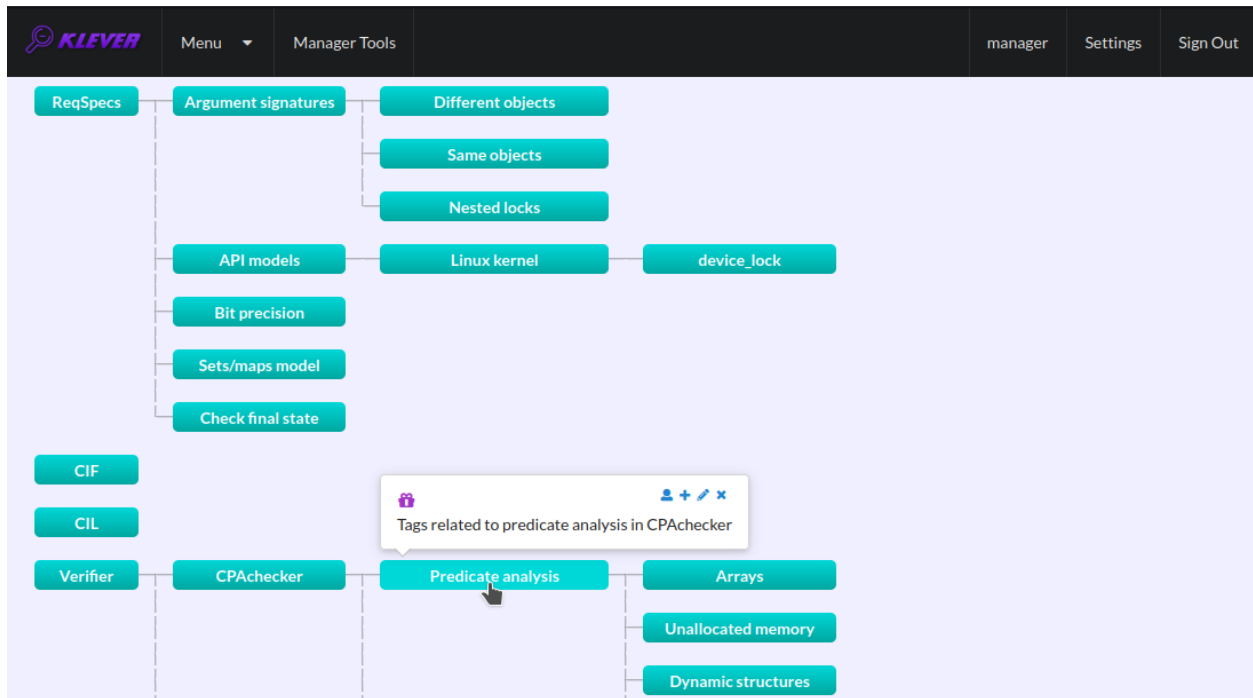 KLEVER Menu Manager Tools manager Settings Sign Out
ReqSpecs Argument signatures Different objects
Same objects
Nested locks
API models Linux kernel device_lock
Bit precision
Sets/maps model
Check final state
CIF
Tags related to predicate analysis in CPAchecker
CIL
Verifier CPAchecker Predicate analysis Arrays
Unallocated memory
Dynamic structures